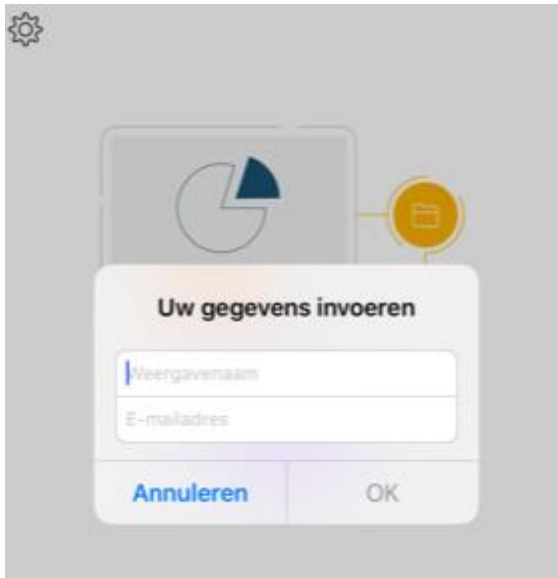 Uw gegevens invoeren
Weergavenaam
E-mailadres
Annuleren
OK